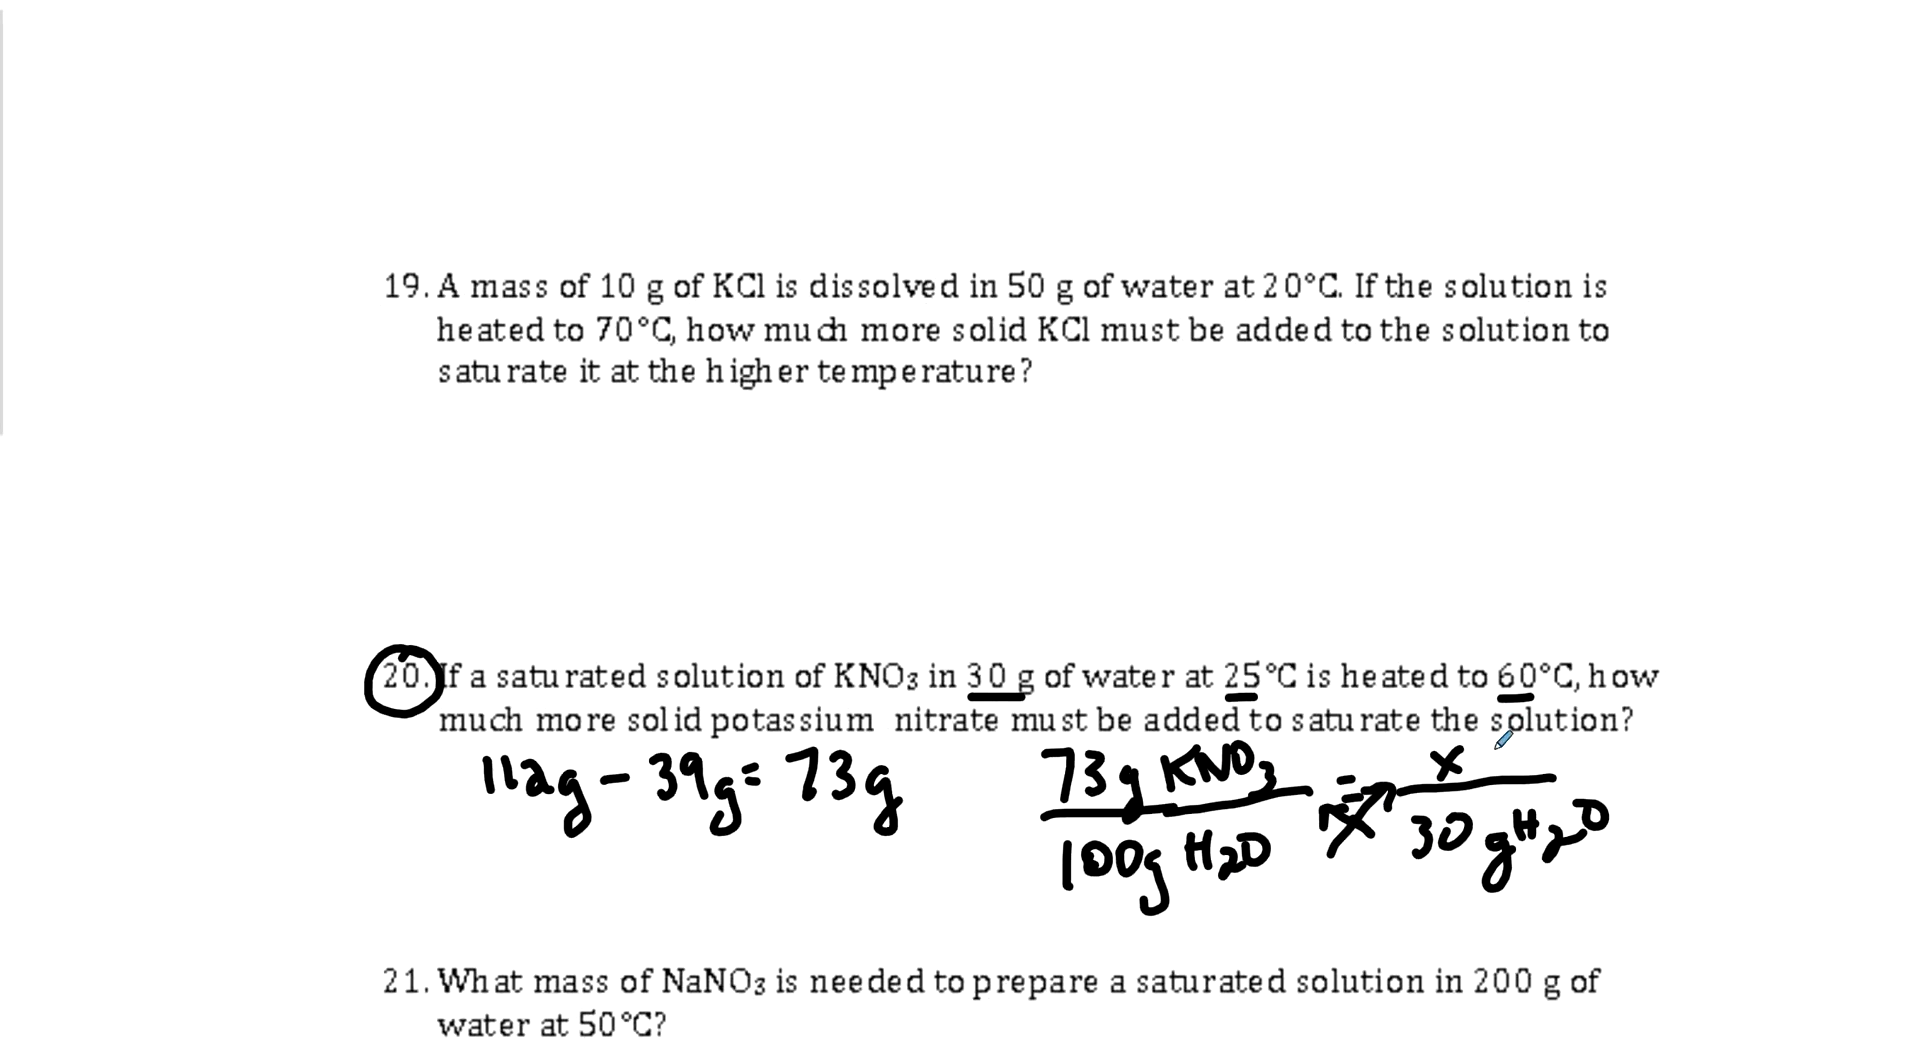 19. A mass of 10 g of KCl is dissolved in 50 g of water at 20°C. If the solution is
heated to 70°C, how much more solid KCl must be added to the solution to
saturate it at the higher temperature?
20. If a saturated solution of KNO₃ in 30 g of water at 25°C is heated to 60°C, how
much more solid potassium nitrate must be added to saturate the solution?
112g - 39g = 73g
73g KNO₃ = x
100g H₂O 30 g H₂O
21. What mass of NaNO₃ is needed to prepare a saturated solution in 200 g of
water at 50°C?